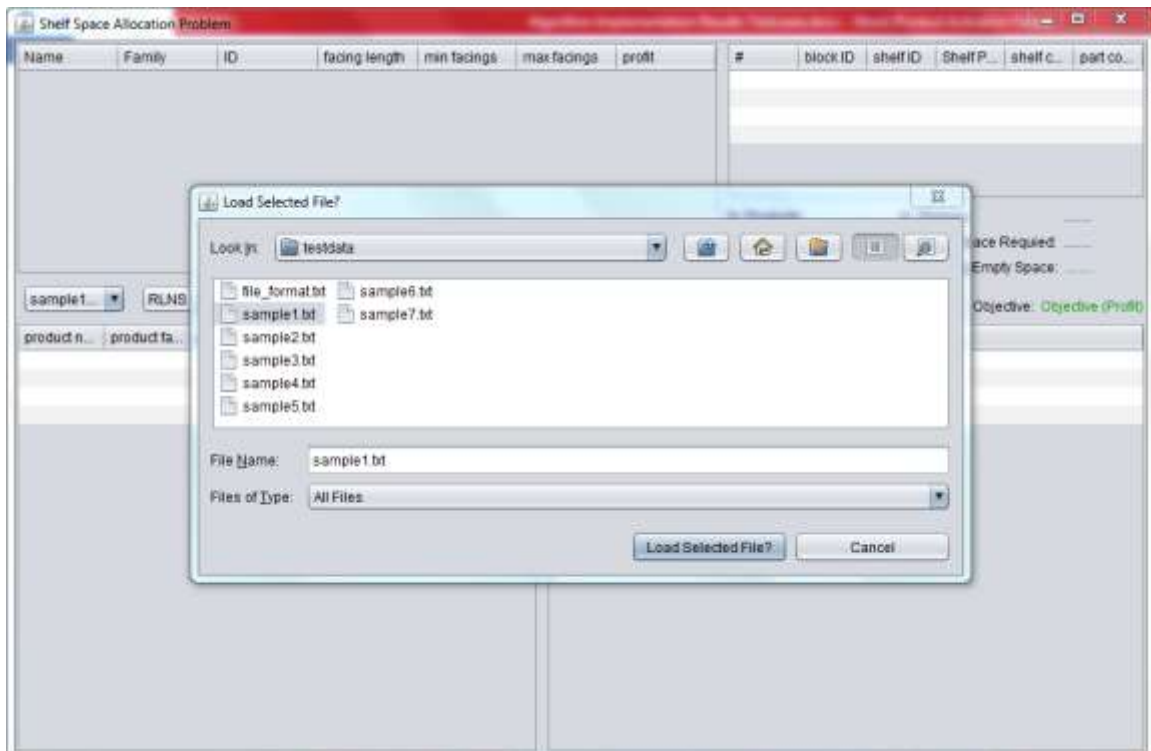 Shelf Space Allocation Problem
Name Family ID facing length min facings max facings profit # block ID shelf ID Shelf P... shelf c... part co...
Load Selected File?
Look In: testdata
ace Requied: ........
Empty Space: ........
file_format.txt sample6.txt
sample1... RLNS sample1.txt sample7.txt Objective: Objective (Profit)
product n... product fa... sample2.txt
sample3.txt
sample4.txt
sample5.txt
File Name: sample1.txt
Files of Type: All Files
Load Selected File? Cancel